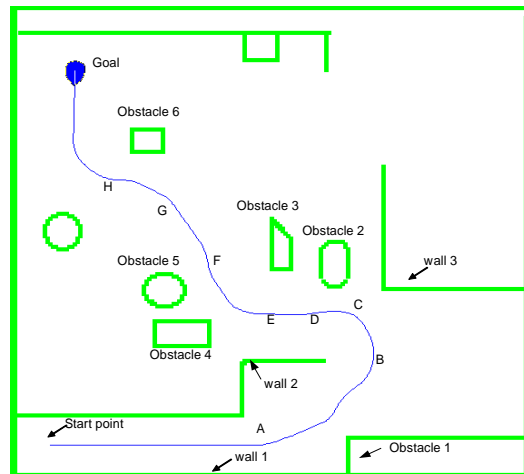 Goal
Obstacle 6
H
G
Obstacle 3
Obstacle 2
F
Obstacle 5
wall 3
C
E
D
Obstacle 4
B
wall 2
Start point
A
Obstacle 1
wall 1